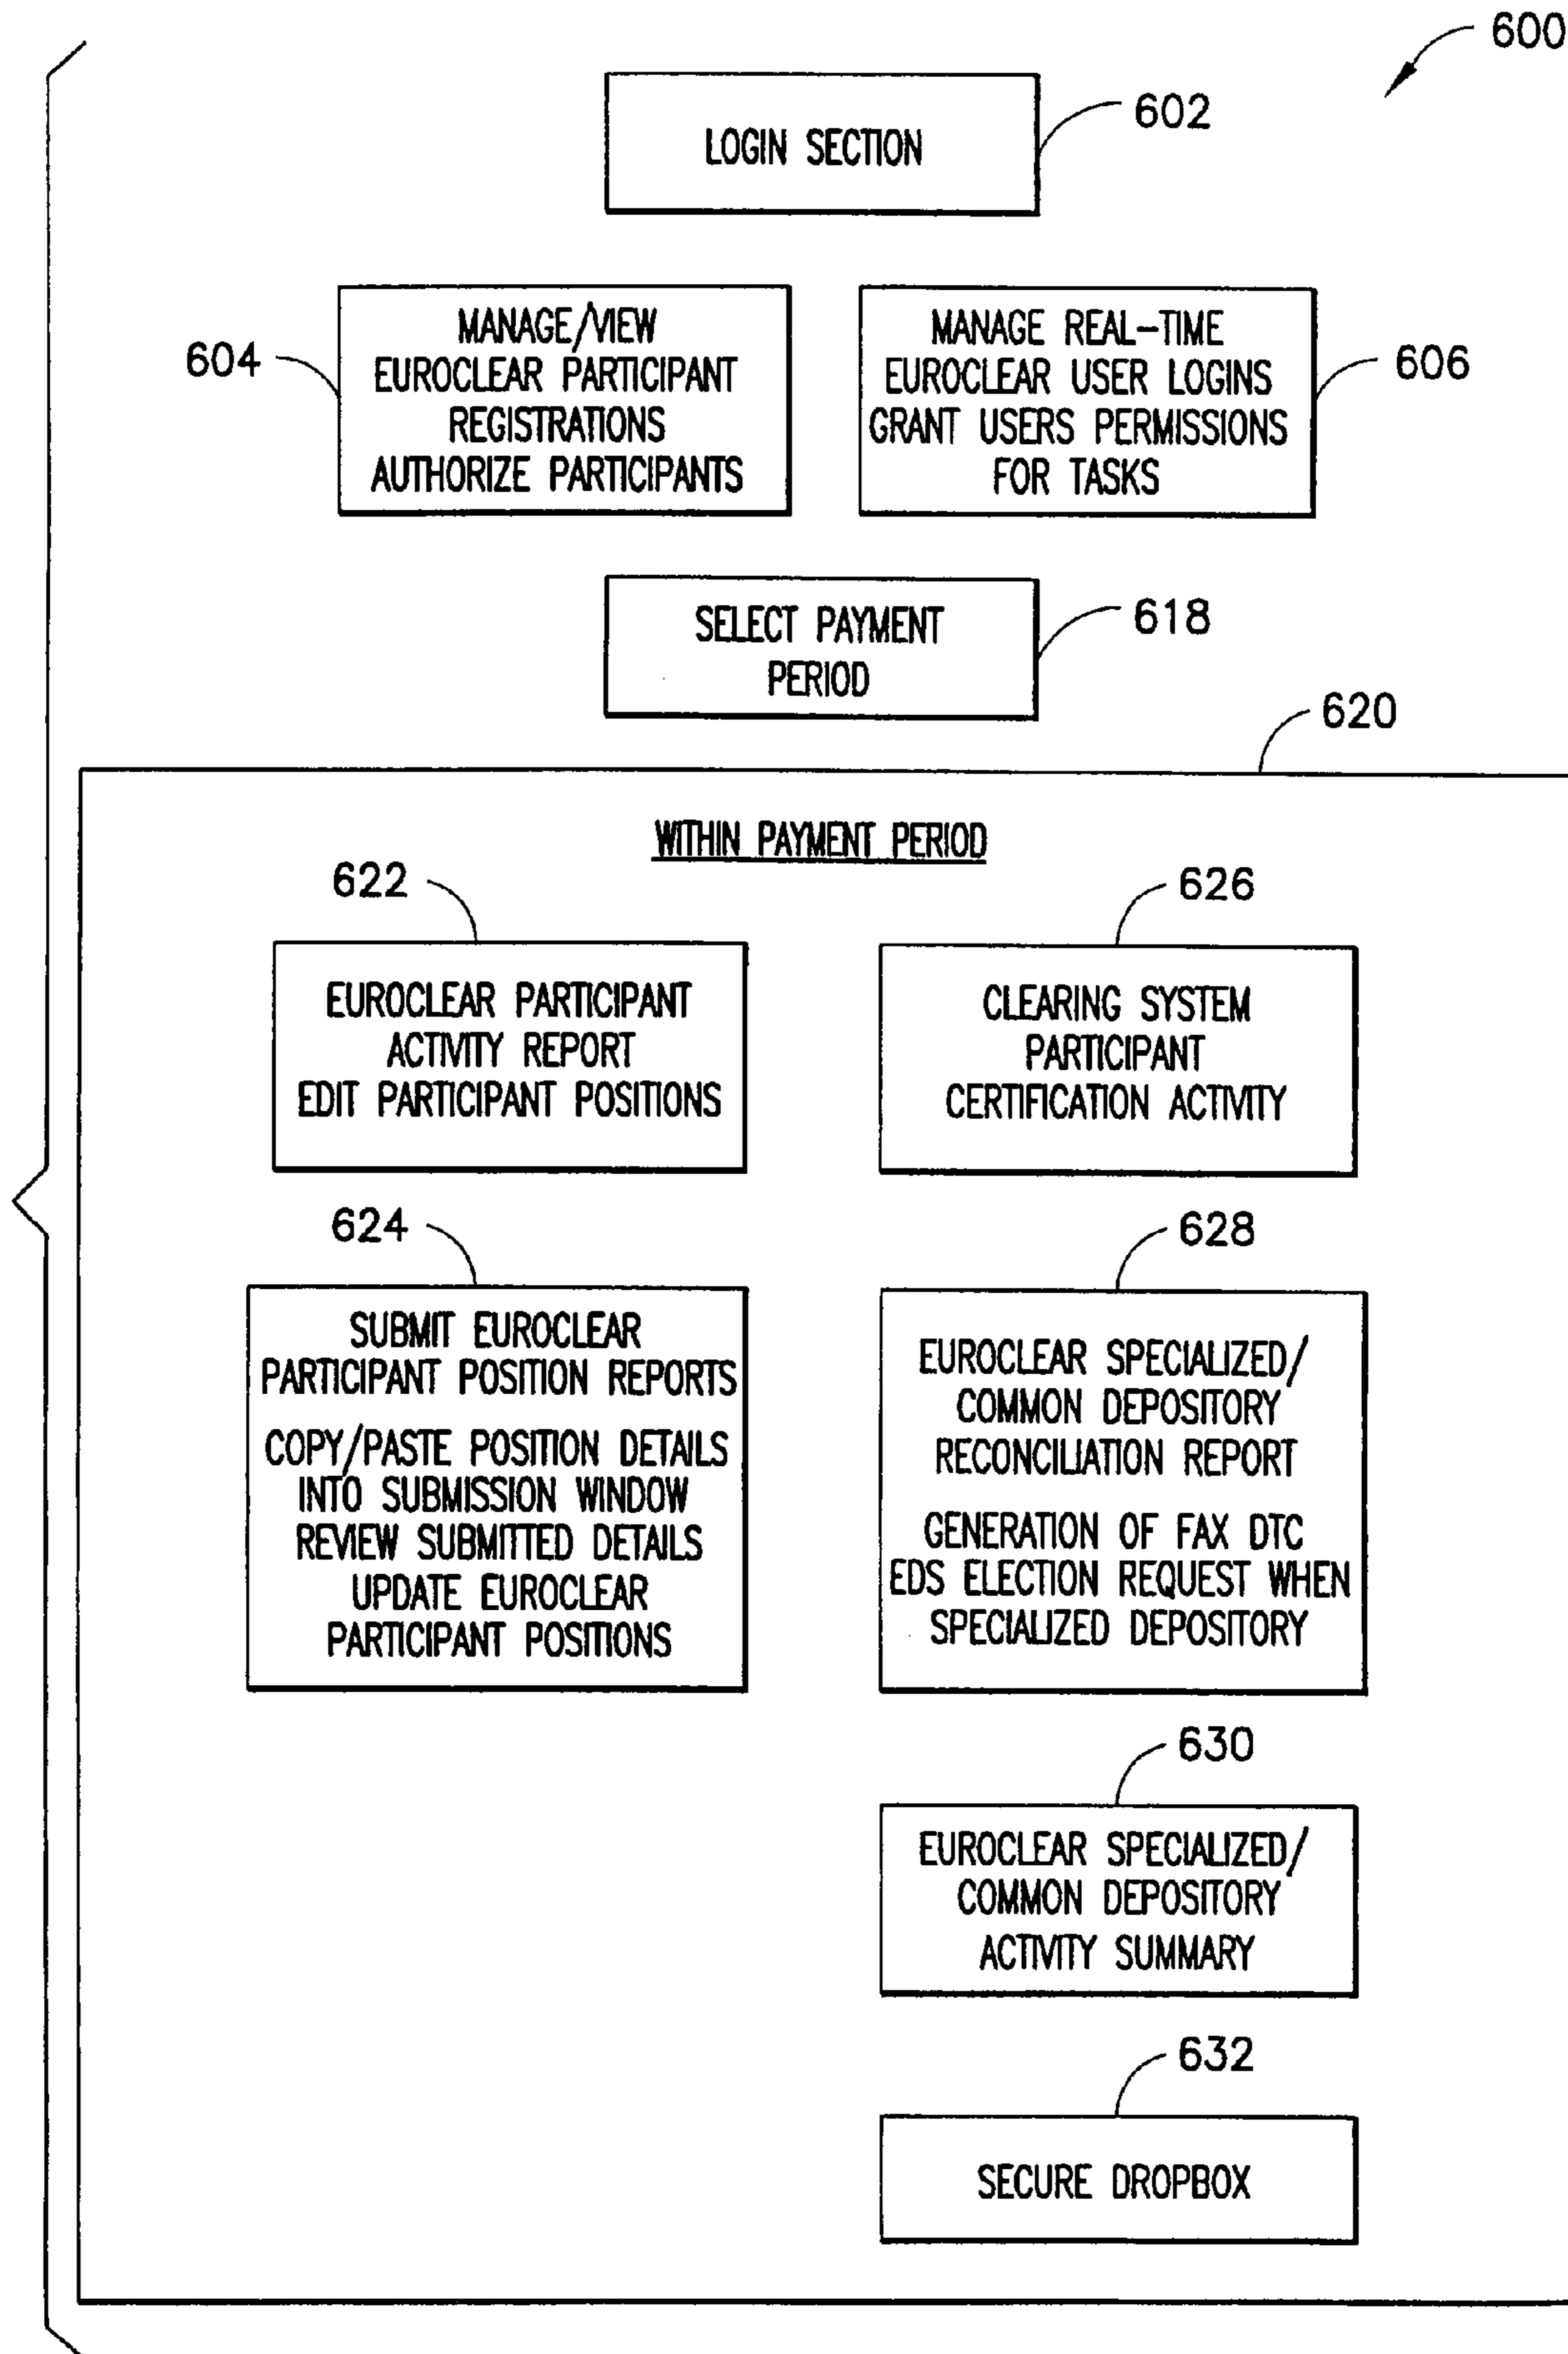 600
602
LOGIN SECTION
604
MANAGE/VIEW
EUROCLEAR PARTICIPANT
REGISTRATIONS
AUTHORIZE PARTICIPANTS
606
MANAGE REAL-TIME
EUROCLEAR USER LOGINS
GRANT USERS PERMISSIONS
FOR TASKS
618
SELECT PAYMENT
PERIOD
620
WITHIN PAYMENT PERIOD
622
EUROCLEAR PARTICIPANT
ACTIVITY REPORT
EDIT PARTICIPANT POSITIONS
626
CLEARING SYSTEM
PARTICIPANT
CERTIFICATION ACTIVITY
624
SUBMIT EUROCLEAR
PARTICIPANT POSITION REPORTS
COPY/PASTE POSITION DETAILS
INTO SUBMISSION WINDOW
REVIEW SUBMITTED DETAILS
UPDATE EUROCLEAR
PARTICIPANT POSITIONS
628
EUROCLEAR SPECIALIZED/
COMMON DEPOSITORY
RECONCILIATION REPORT
GENERATION OF FAX DTC
EDS ELECTION REQUEST WHEN
SPECIALIZED DEPOSITORY
630
EUROCLEAR SPECIALIZED/
COMMON DEPOSITORY
ACTIVITY SUMMARY
632
SECURE DROPBOX